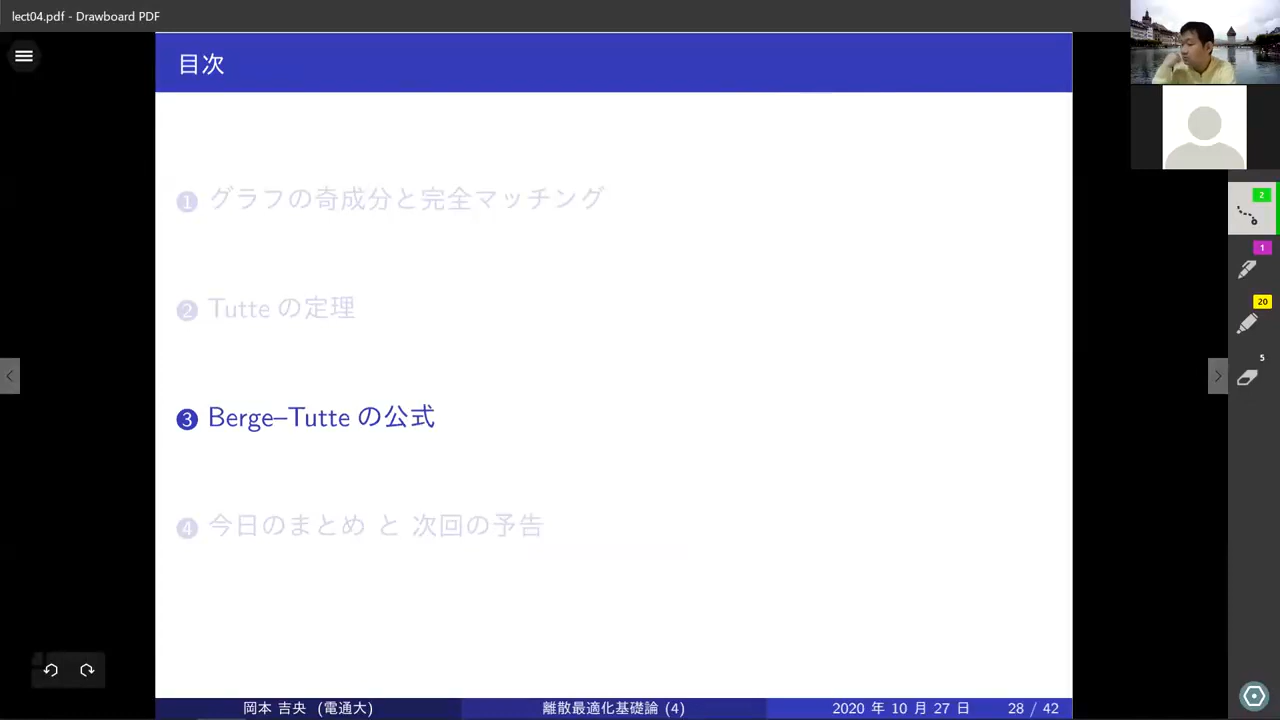 lect04.pdf - Drawboard PDF
目次
2
1
20
5
1 グラフの奇成分と完全マッチング
2 Tutte の定理
3 Berge–Tutte の公式
4 今日のまとめ と 次回の予告
岡本 吉央 (電通大) 離散最適化基礎論 (4) 2020 年 10 月 27 日 28 / 42